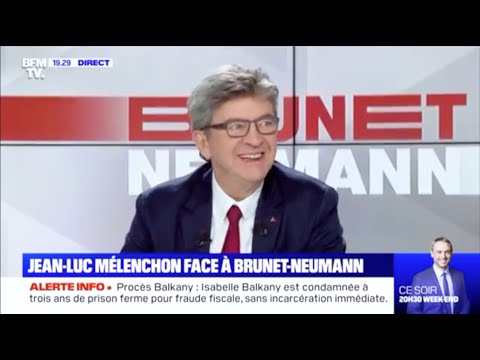 BFM
TV.
19.29
DIRECT
BRUNET
NEUMANN
JEAN-LUC MÉLENCHON FACE À BRUNET-NEUMANN
ALERTE INFO Procès Balkany : Isabelle Balkany est condamnée à
trois ans de prison ferme pour fraude fiscale, sans incarcération immédiate.
CE SOIR
20H30 WEEK-END